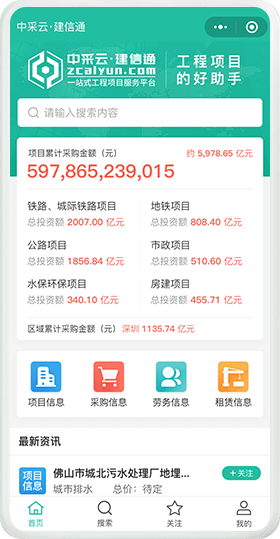 中采云·建信通
中采云·建信通
zcaiyun.com
一站式工程项目服务平台
工程项目
的好助手
请输入搜索内容
项目累计采购金额（元） 约 5,978.65 亿元
597,865,239,015
铁路、城际铁路项目 地铁项目
总投资额 2007.00 亿元 总投资额 808.40 亿元
公路项目 市政项目
总投资额 1856.84 亿元 总投资额 510.60 亿元
水保环保项目 房建项目
总投资额 340.10 亿元 总投资额 455.71 亿元
区域累计采购金额（元） 深圳 1135.74 亿元
项目信息 采购信息 劳务信息 租赁信息
最新资讯
项目
信息
佛山市城北污水处理厂地埋... +关注
城市排水 总价：待定
首页 搜索 关注 我的